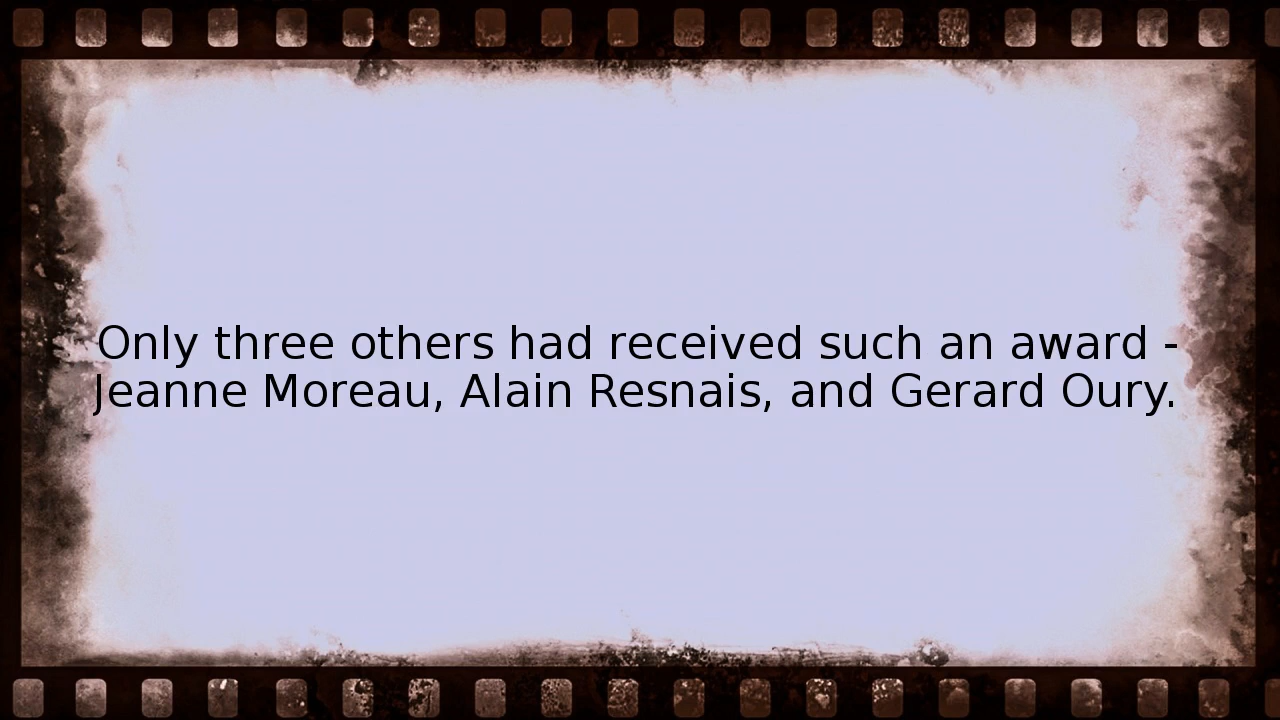 Only three others had received such an award -
Jeanne Moreau, Alain Resnais, and Gerard Oury.